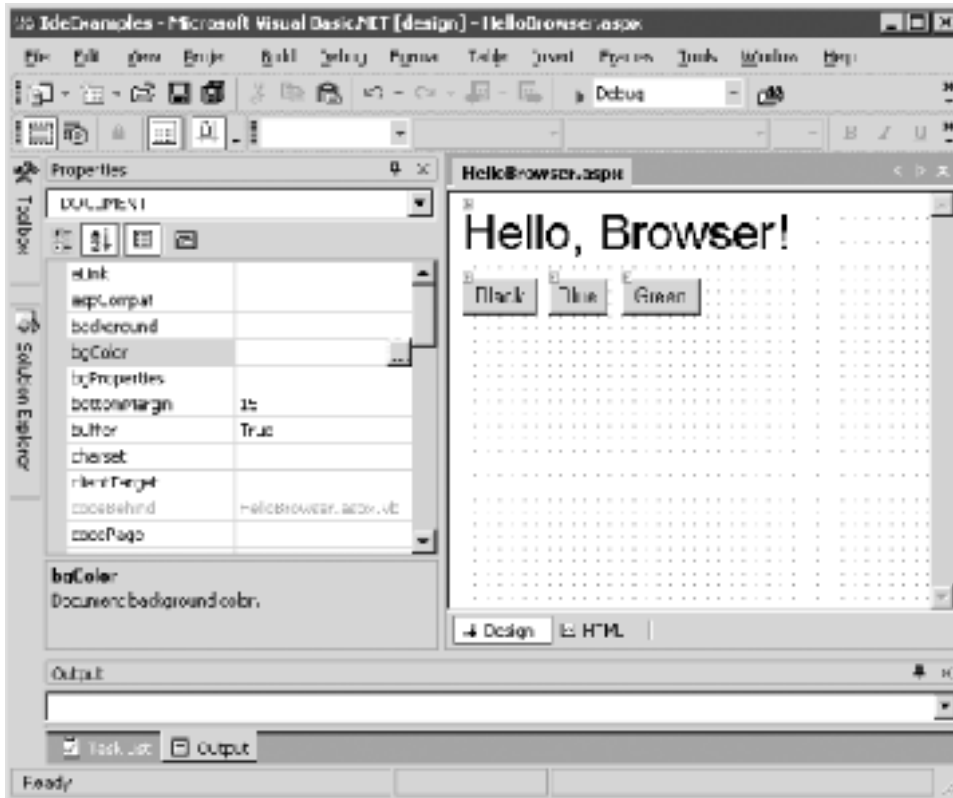 IdeExamples - Microsoft Visual Basic.NET [design] - HelloBrowser.aspx
File Edit View Project Build Debug Format Table Insert Frames Tools Window Help
Debug
B I U
Toolbox
Solution Explorer
Properties
DOCUMENT
aLink
aspCompat
background
bgColor
bgProperties
bottomMargin 15
buffer True
charset
clientTarget
codeBehind HelloBrowser.aspx.vb
codePage
bgColor
Document background color.
HelloBrowser.aspx
Hello, Browser!
Black Blue Green
Design HTML
Output
Task List Output
Ready